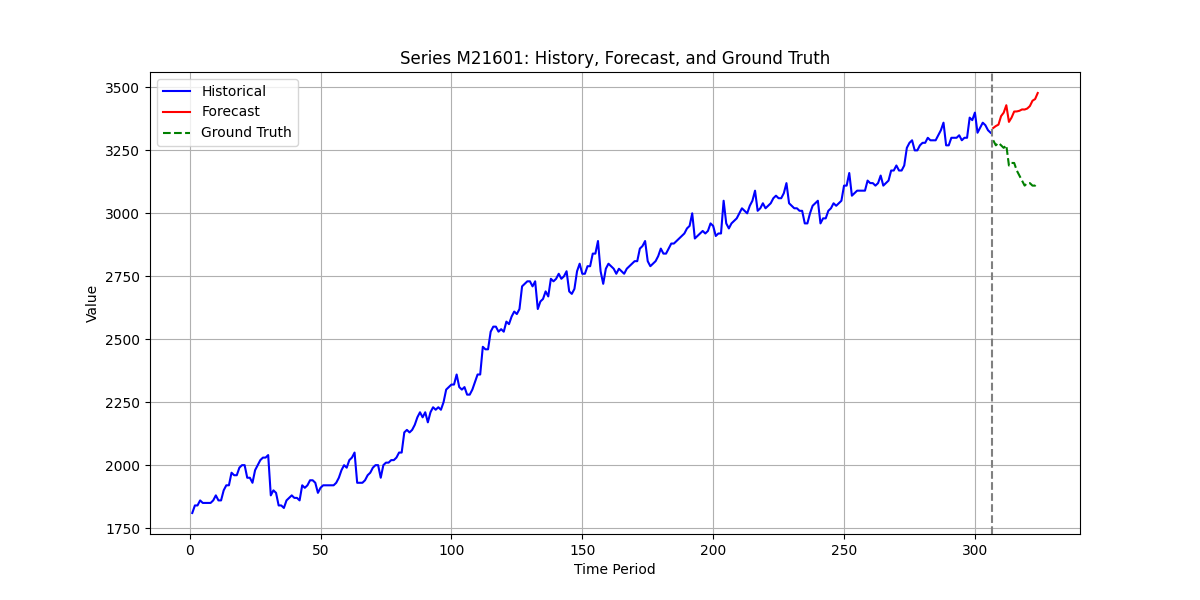 Series M21601: History, Forecast, and Ground Truth
Historical
Forecast
Ground Truth
3500
3250
3000
2750
2500
2250
2000
1750
Value
0 50 100 150 200 250 300
Time Period